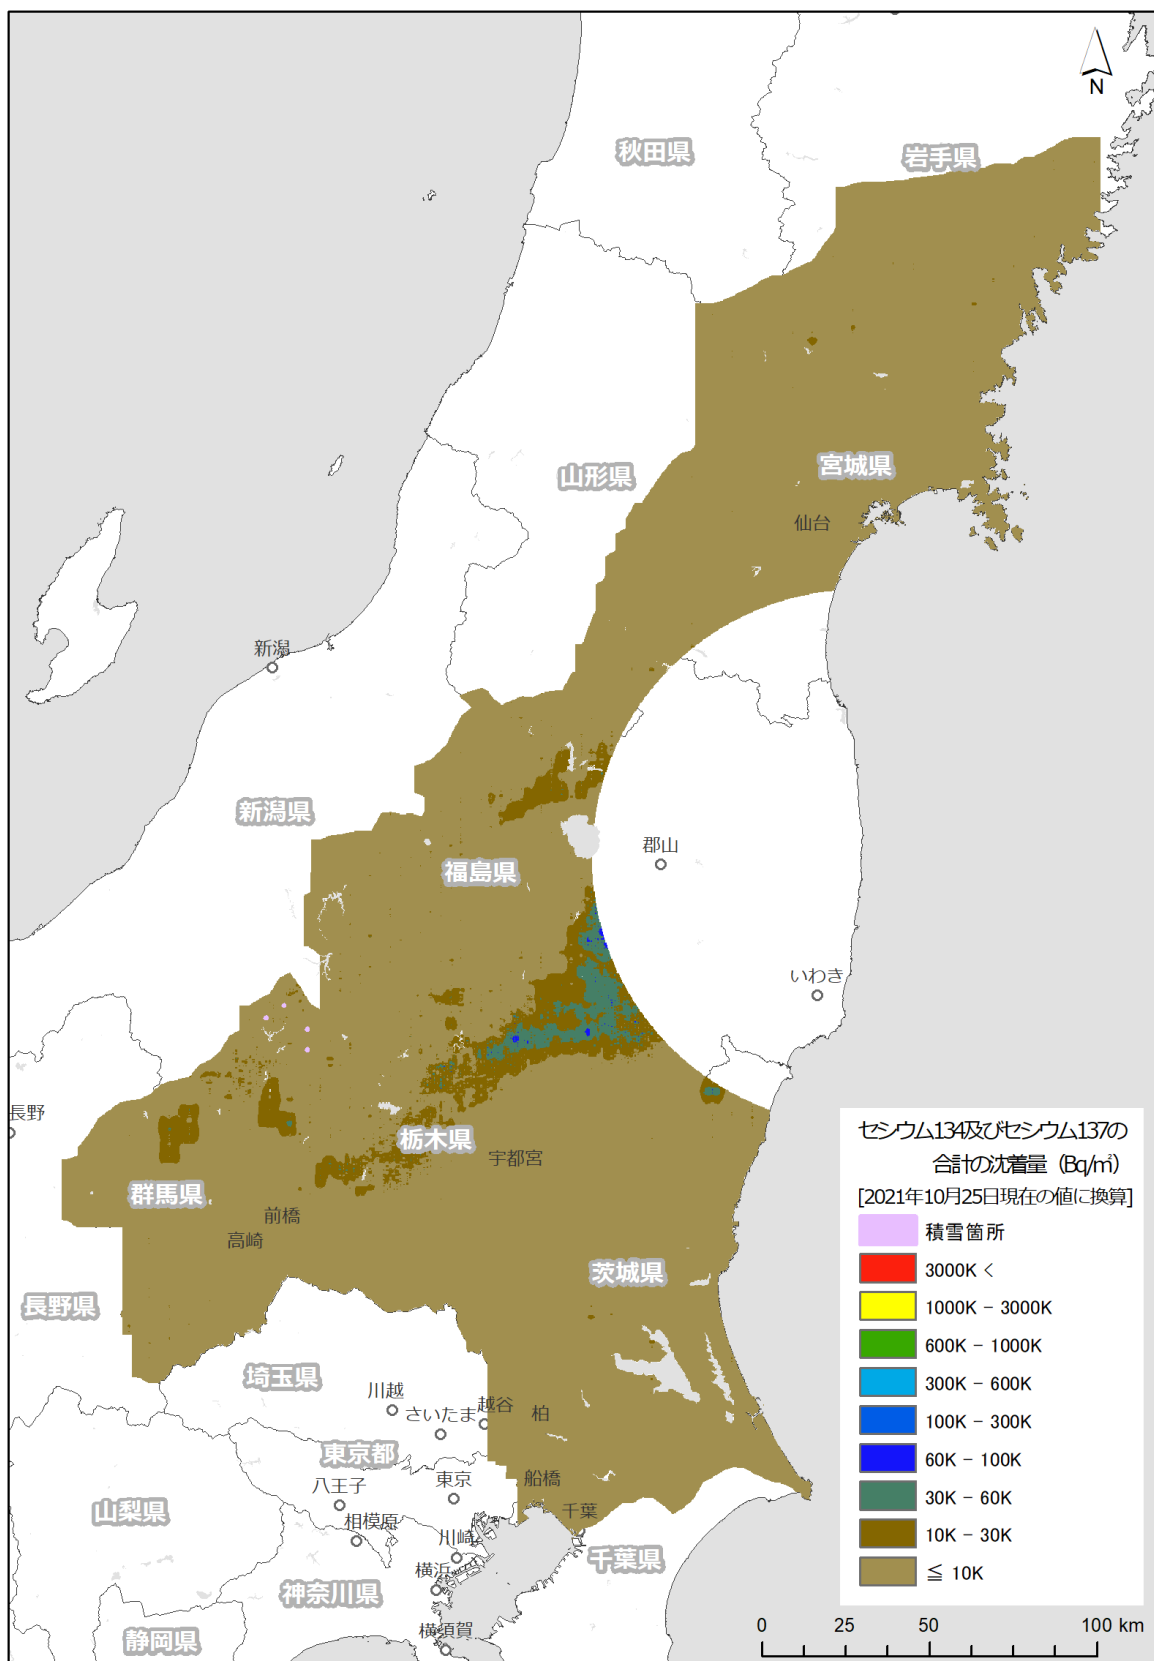 N
秋田県
岩手県
山形県
宮城県
仙台
新潟
新潟県
郡山
福島県
いわき
長野
栃木県
宇都宮
群馬県
前橋
高崎
茨城県
長野県
埼玉県
川越
さいたま
越谷
柏
東京都
八王子
東京
船橋
千葉
山梨県
相模原
川崎
千葉県
横浜
神奈川県
横須賀
静岡県
セシウム134及びセシウム137の
合計の沈着量（Bq/㎡）
[2021年10月25日現在の値に換算]
積雪箇所
3000K <
1000K - 3000K
600K - 1000K
300K - 600K
100K - 300K
60K - 100K
30K - 60K
10K - 30K
≦ 10K
0 25 50 100 km